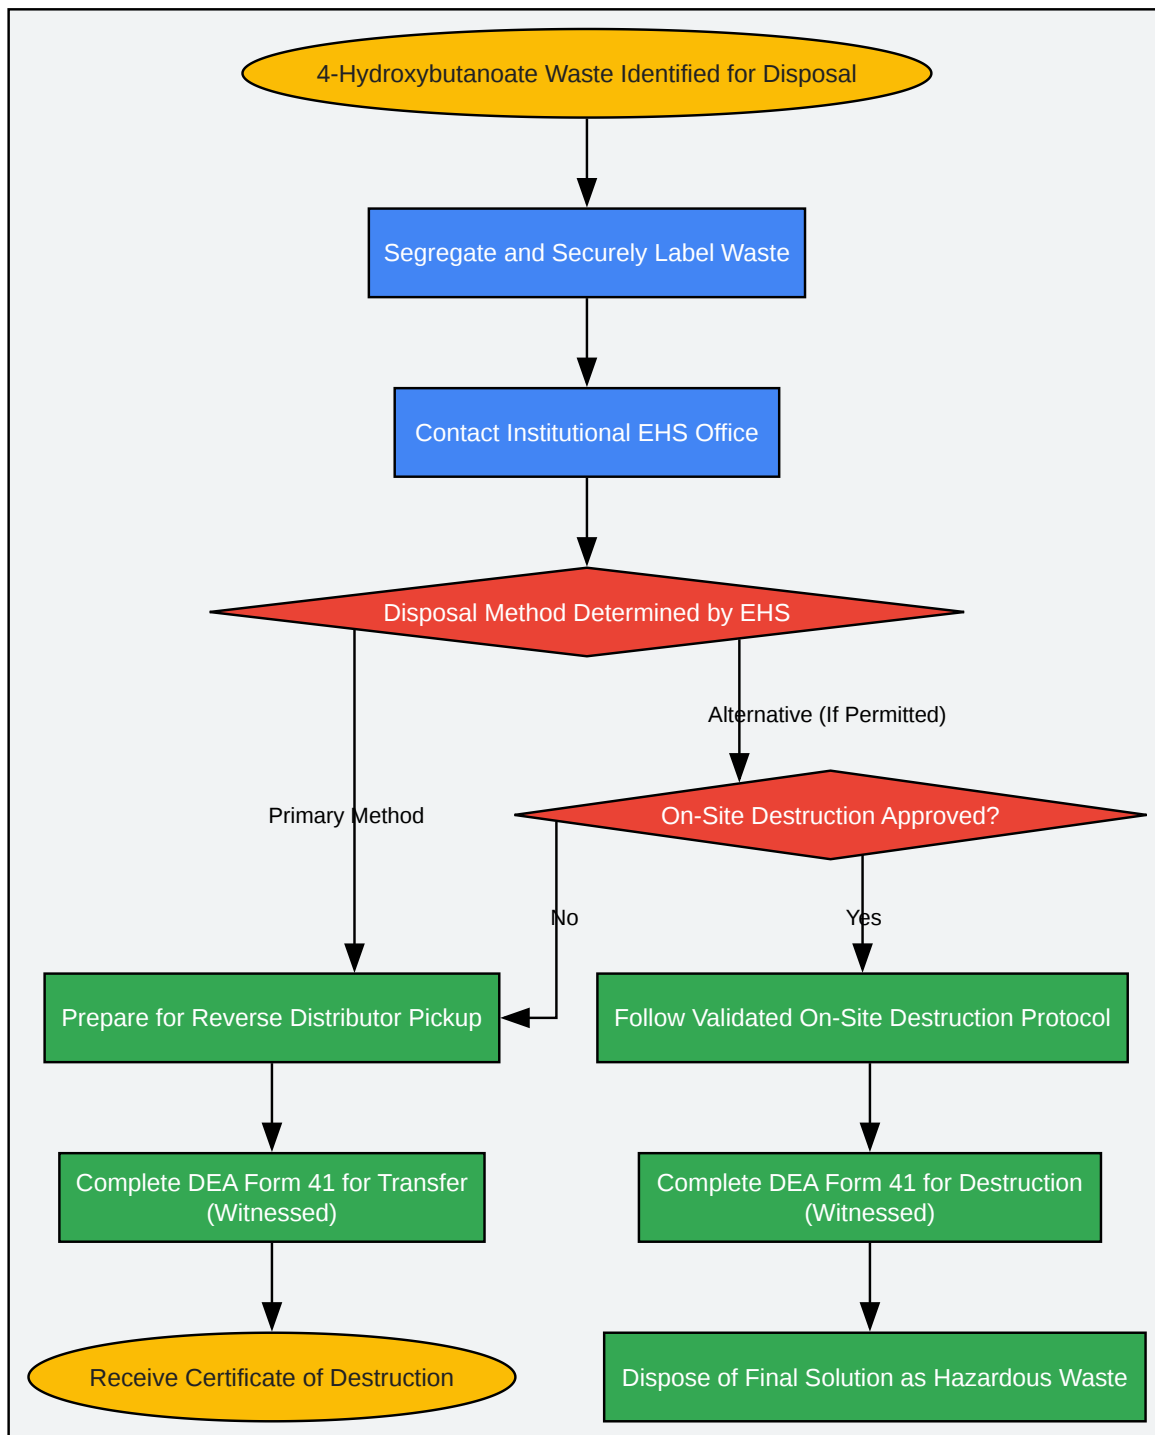 4-Hydroxybutanoate Waste Identified for Disposal
Segregate and Securely Label Waste
Contact Institutional EHS Office
Disposal Method Determined by EHS
Alternative (If Permitted)
Primary Method
On-Site Destruction Approved?
No
Yes
Prepare for Reverse Distributor Pickup
Follow Validated On-Site Destruction Protocol
Complete DEA Form 41 for Transfer
(Witnessed)
Complete DEA Form 41 for Destruction
(Witnessed)
Receive Certificate of Destruction
Dispose of Final Solution as Hazardous Waste